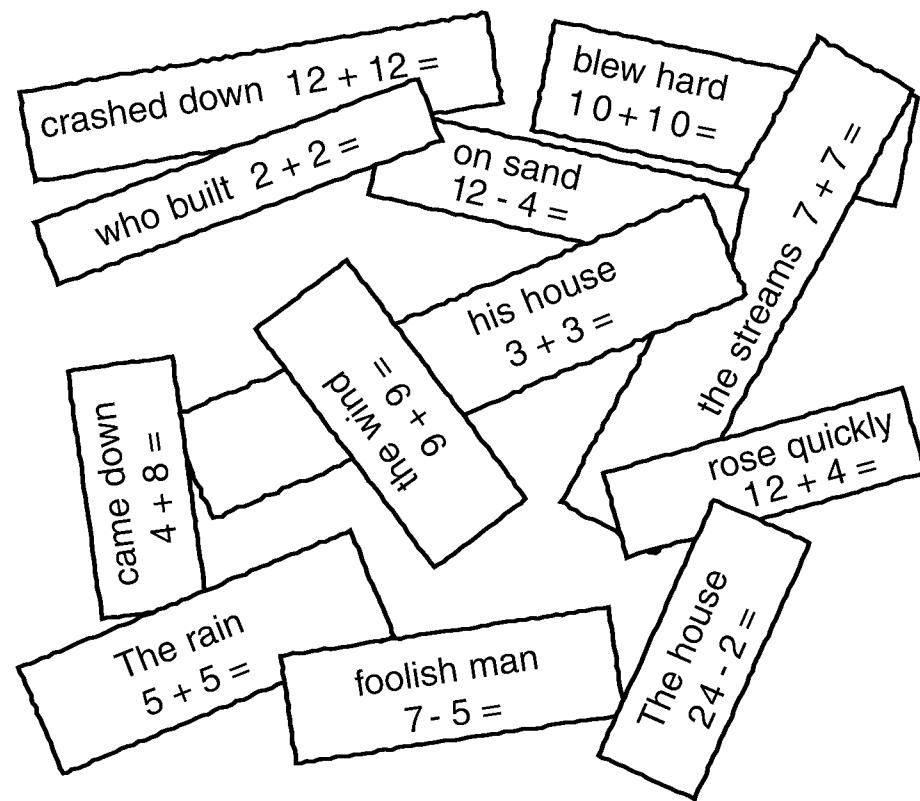 crashed down 12 + 12 =
blew hard
10 + 10 =
who built 2 + 2 =
on sand
12 - 4 =
the streams 7 + 7 =
his house
3 + 3 =
the wind
9 + 9 =
came down
4 + 8 =
rose quickly
12 + 4 =
The rain
5 + 5 =
foolish man
7 - 5 =
The house
24 - 2 =